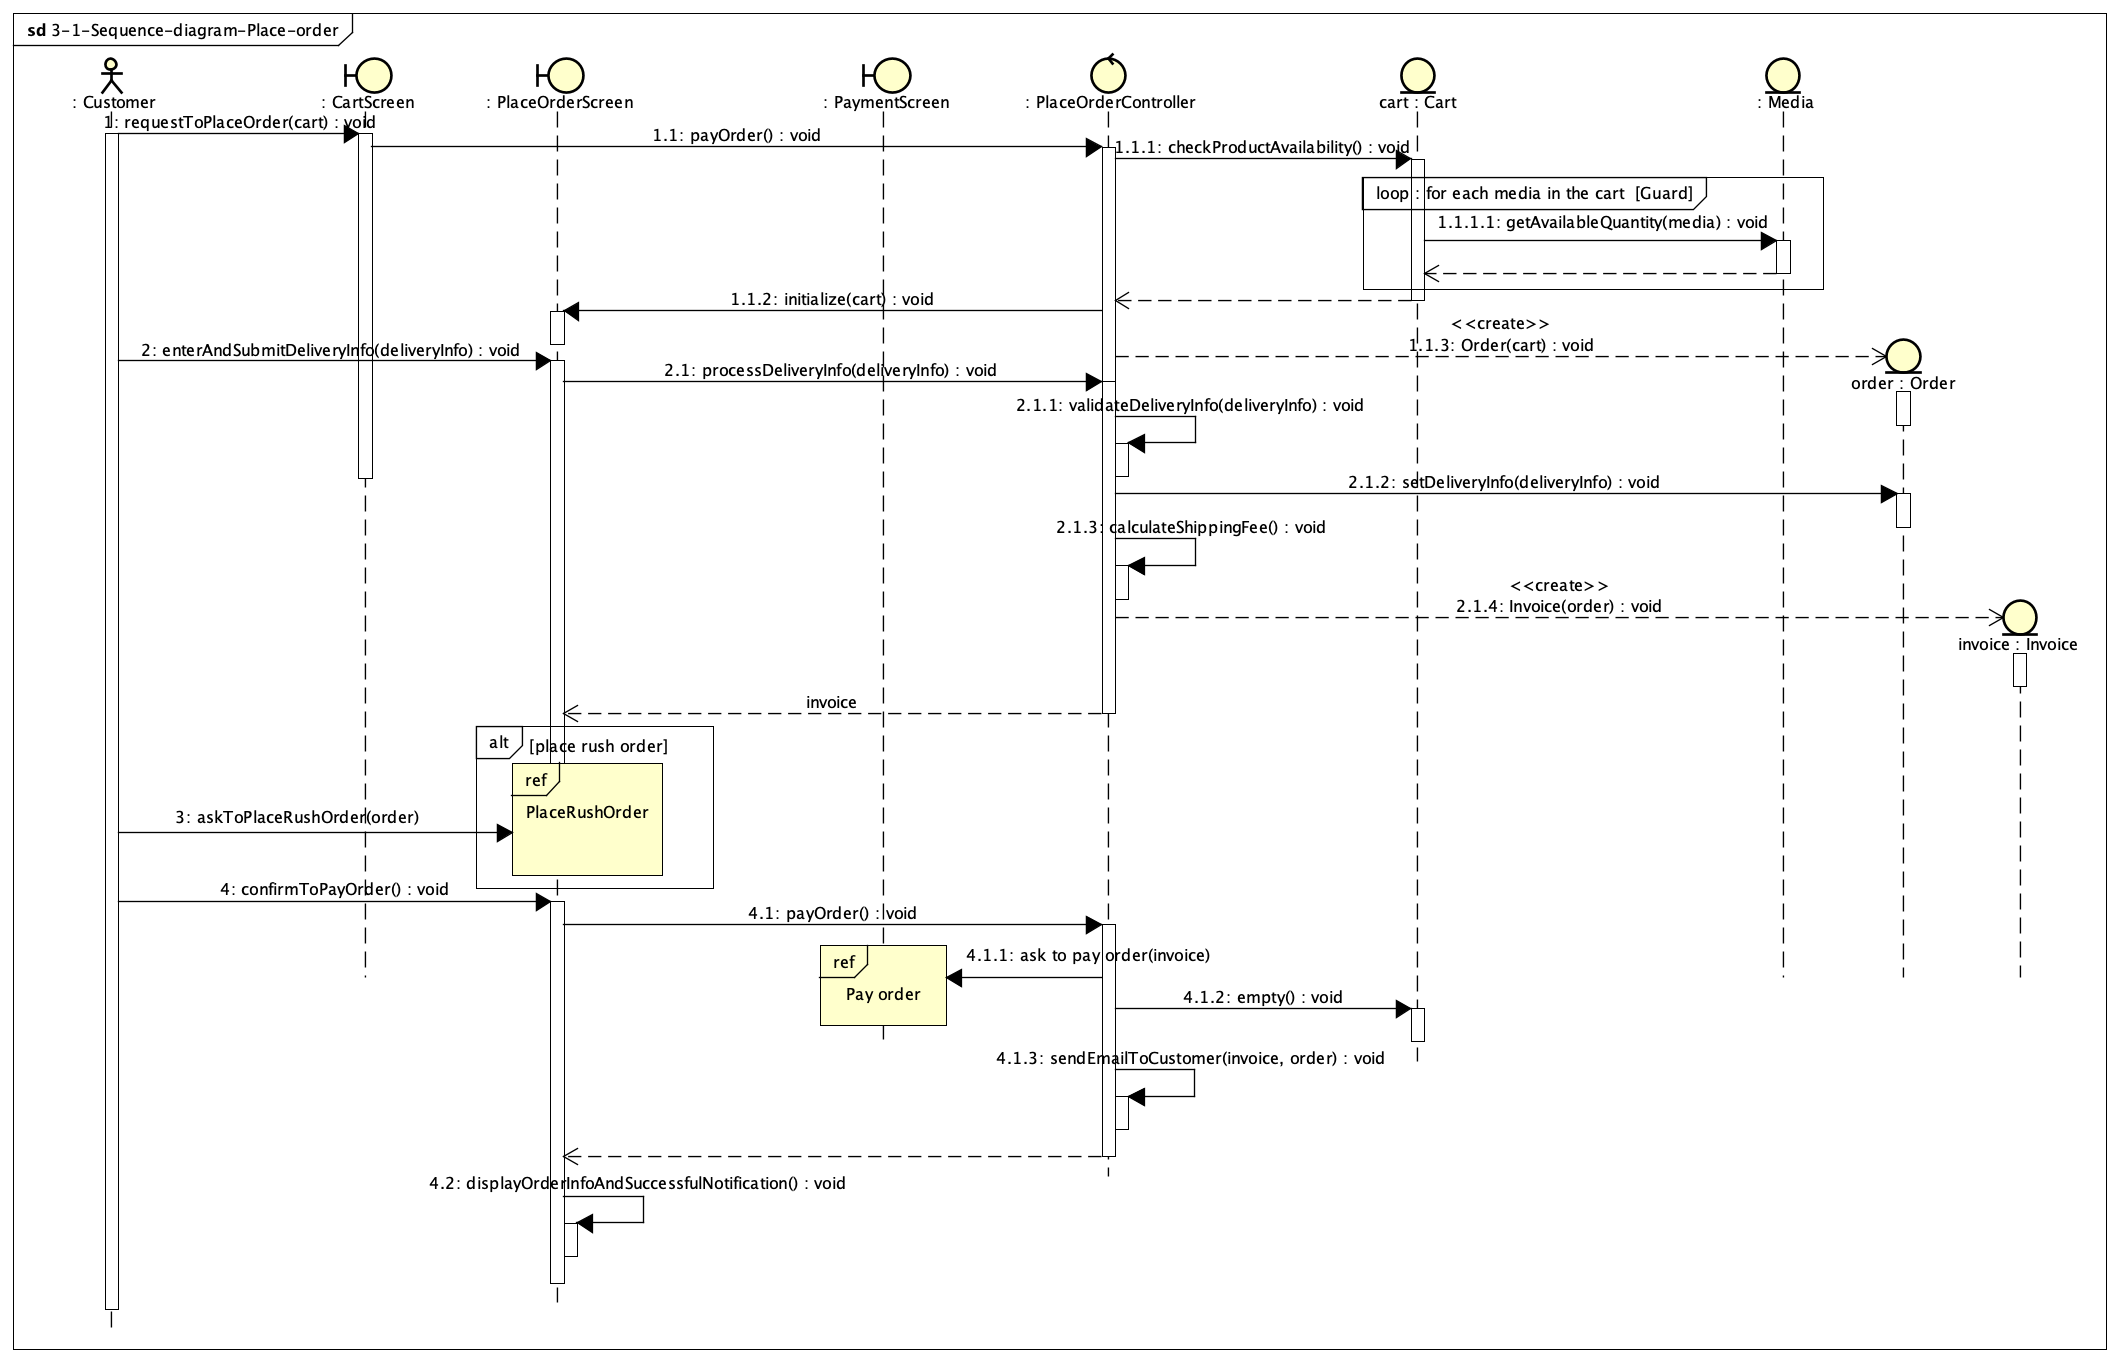 sd 3-1-Sequence-diagram-Place-order
: Customer
: CartScreen
: PlaceOrderScreen
: PaymentScreen
: PlaceOrderController
cart : Cart
: Media
1: requestToPlaceOrder(cart) : void
1.1: payOrder() : void
1.1.1: checkProductAvailability() : void
loop : for each media in the cart [Guard]
1.1.1.1: getAvailableQuantity(media) : void
1.1.2: initialize(cart) : void
<<create>>
1.1.3: Order(cart) : void
order : Order
2: enterAndSubmitDeliveryInfo(deliveryInfo) : void
2.1: processDeliveryInfo(deliveryInfo) : void
2.1.1: validateDeliveryInfo(deliveryInfo) : void
2.1.2: setDeliveryInfo(deliveryInfo) : void
2.1.3: calculateShippingFee() : void
<<create>>
2.1.4: Invoice(order) : void
invoice : Invoice
invoice
alt
[place rush order]
ref
PlaceRushOrder
3: askToPlaceRushOrder(order)
4: confirmToPayOrder() : void
4.1: payOrder() : void
ref
Pay order
4.1.1: ask to pay order(invoice)
4.1.2: empty() : void
4.1.3: sendEmailToCustomer(invoice, order) : void
4.2: displayOrderInfoAndSuccessfulNotification() : void